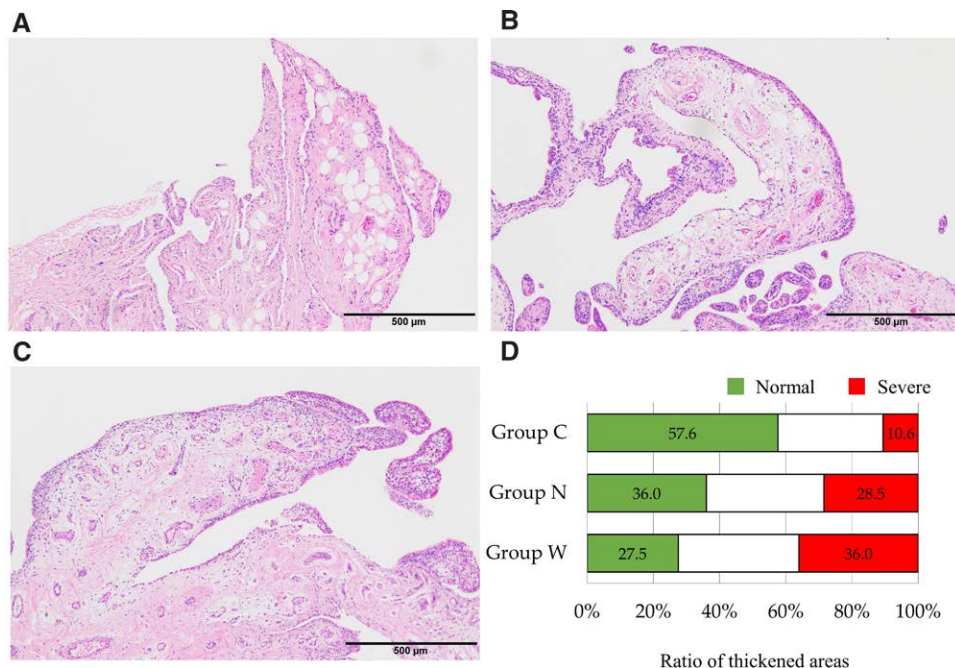 A
B
500 µm
500 µm
C
D
500 µm
Normal Severe
Group C 57.6 10.6
Group N 36.0 28.5
Group W 27.5 36.0
0% 20% 40% 60% 80% 100%
Ratio of thickened areas